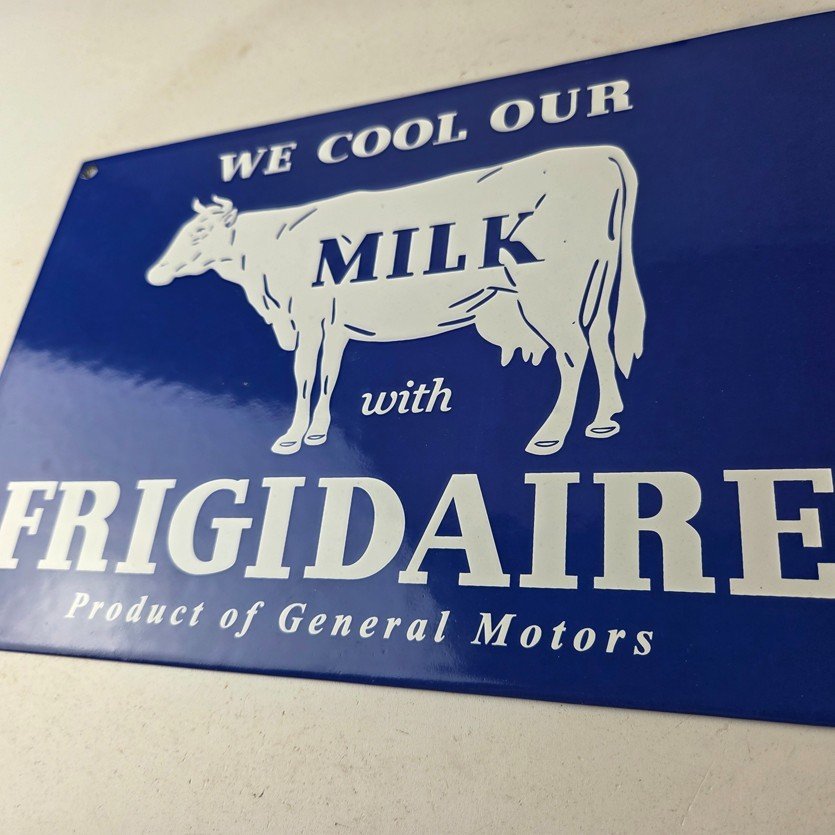 WE COOL OUR
MILK
with
FRIGIDAIRE
Product of General Motors